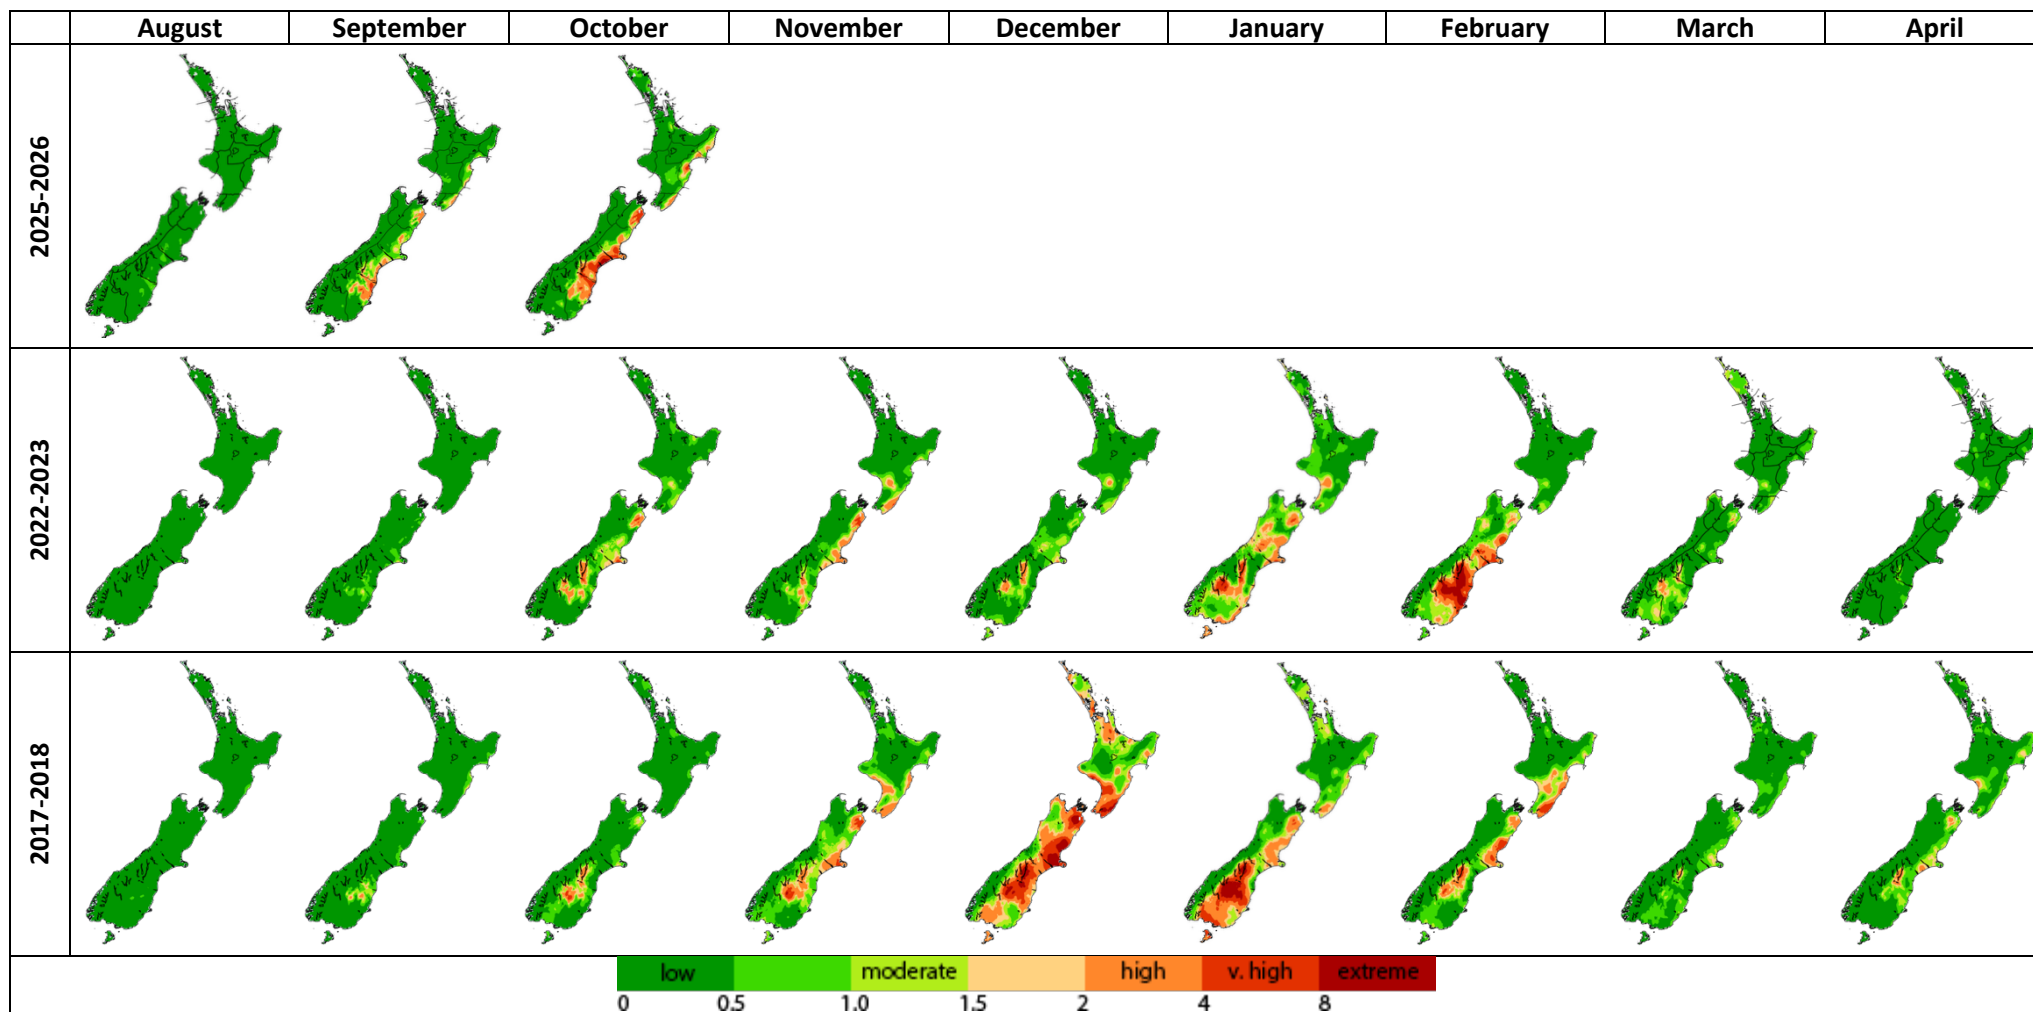 August September October November December January February March April
2025-2026
2022-2023
2017-2018
low moderate high v. high extreme
0 0.5 1.0 1.5 2 4 8